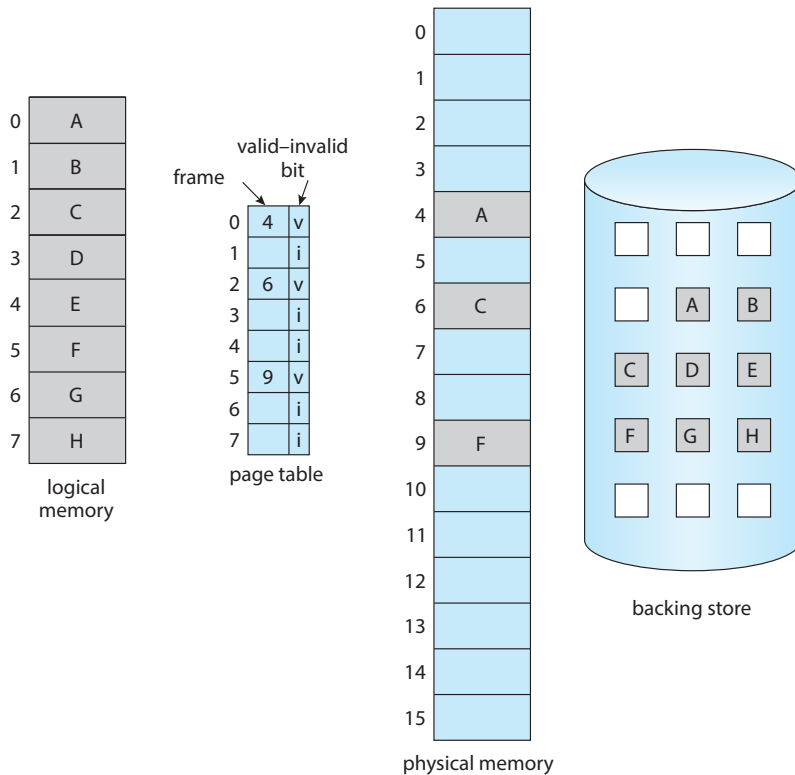 0 A
1 B
2 C
3 D
4 E
5 F
6 G
7 H
logical
memory
valid–invalid
bit
frame
0 4 v
1 i
2 6 v
3 i
4 i
5 9 v
6 i
7 i
page table
0
1
2
3
4 A
5
6 C
7
8
9 F
10
11
12
13
14
15
physical memory
A B
C D E
F G H
backing store